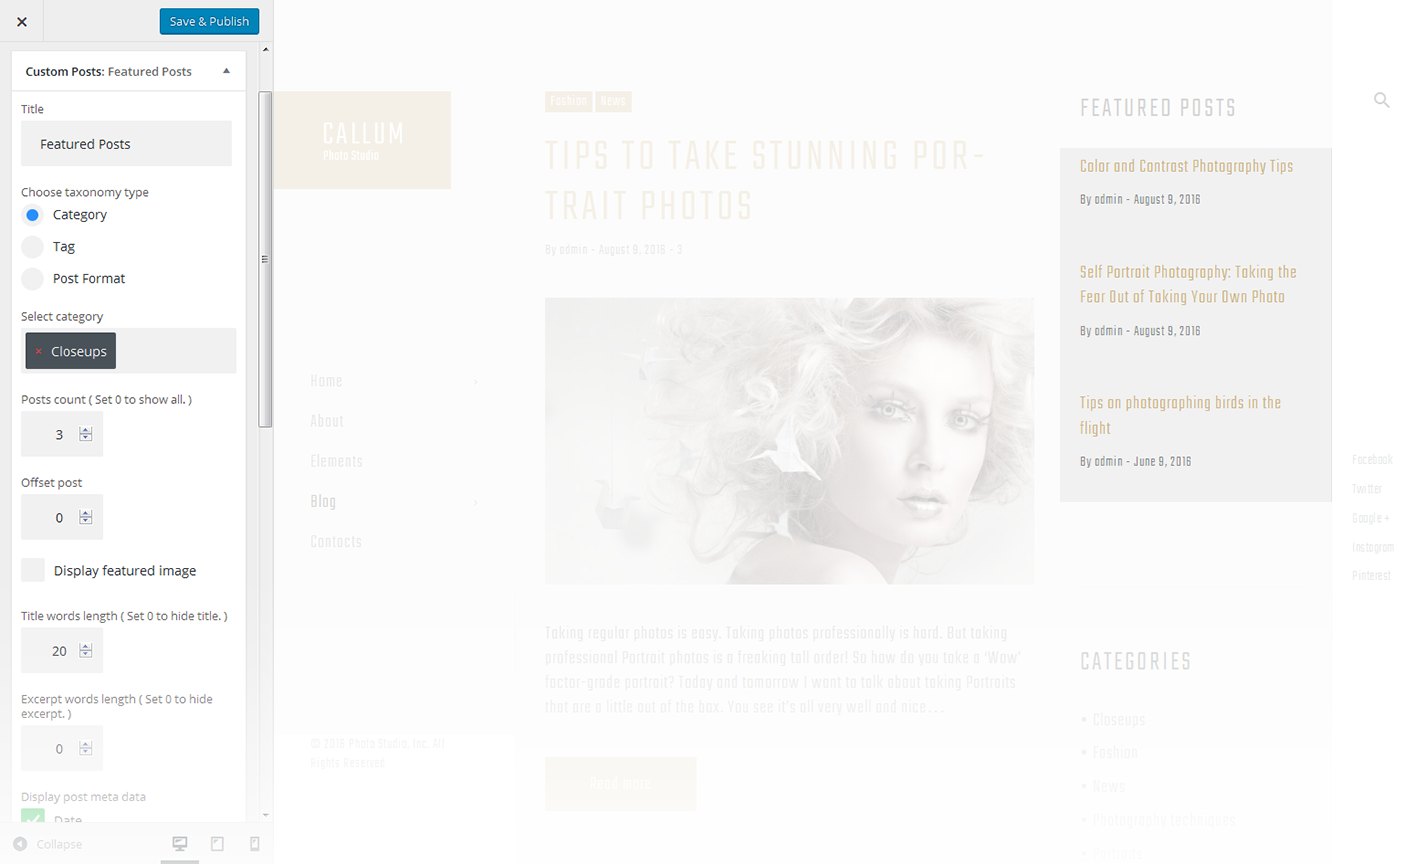 Save & Publish
Custom Posts: Featured Posts
Title
Featured Posts
Choose taxonomy type
Category
Tag
Post Format
Select category
× Closeups
Posts count ( Set 0 to show all. )
3
Offset post
0
Display featured image
Title words length ( Set 0 to hide title. )
20
Excerpt words length ( Set 0 to hide
excerpt. )
0
Display post meta data
Date
Collapse
CALLUM
Photo Studio
Home ›
About
Elements
Blog ›
Contacts
© 2016 Photo Studio, Inc. All
Rights Reserved
Fashion News
TIPS TO TAKE STUNNING POR-
TRAIT PHOTOS
By admin - August 9, 2016 - 3
Taking regular photos is easy. Taking photos professionally is hard. But taking
professional Portrait photos is a freaking tall order! So how do you take a ‘Wow’
factor-grade portrait? Today and tomorrow I want to talk about taking Portraits
that are a little out of the box. You see it's all very well and nice…
Read more
FEATURED POSTS
Color and Contrast Photography Tips
By admin - August 9, 2016
Self Portrait Photography: Taking the
Fear Out of Taking Your Own Photo
By admin - August 9, 2016
Tips on photographing birds in the
flight
By admin - June 9, 2016
CATEGORIES
• Closeups
• Fashion
• News
• Photography techniques
Facebook
Twitter
Google +
Instagram
Pinterest